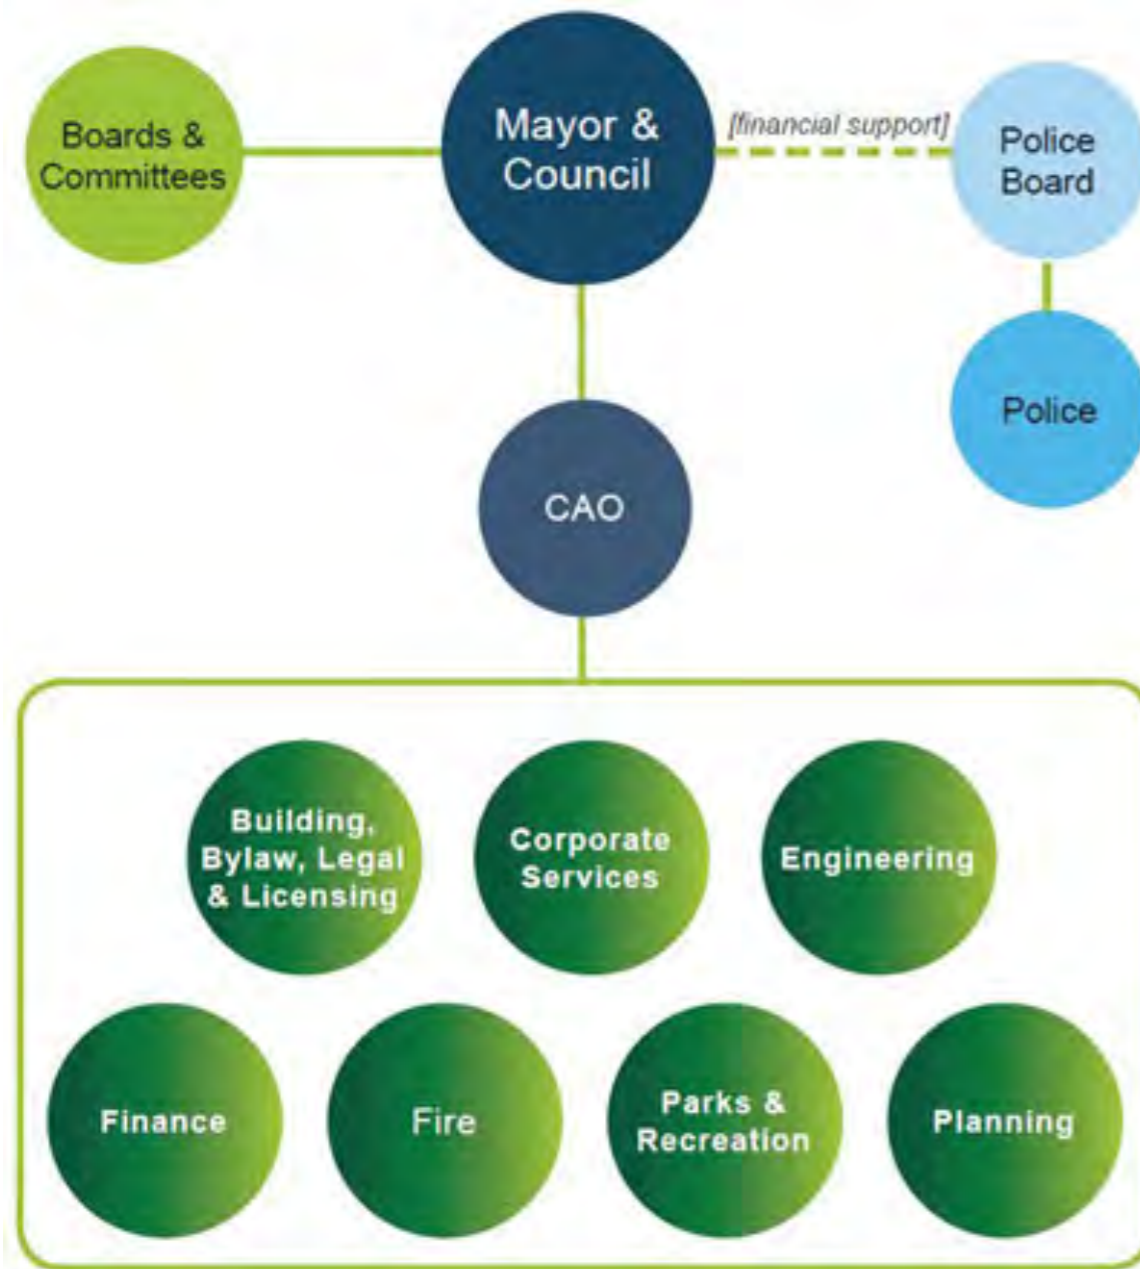 Boards &
Committees
Mayor &
Council
[financial support]
Police
Board
Police
CAO
Building,
Bylaw, Legal
& Licensing
Corporate
Services
Engineering
Finance
Fire
Parks &
Recreation
Planning